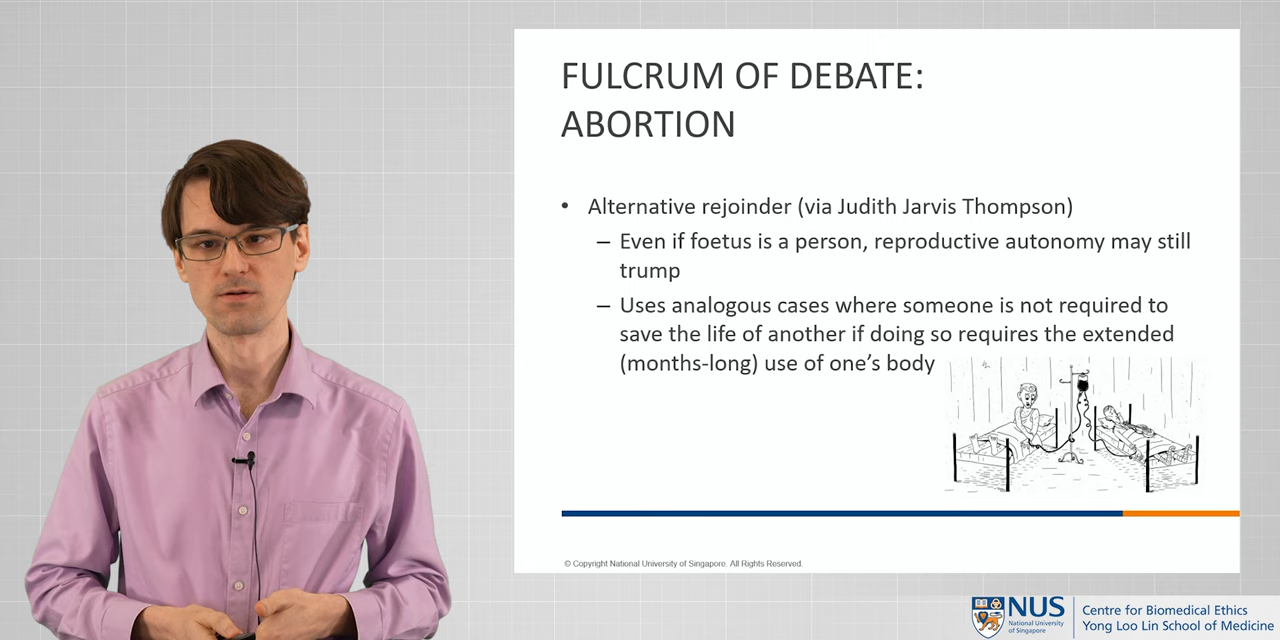 FULCRUM OF DEBATE:
ABORTION
• Alternative rejoinder (via Judith Jarvis Thompson)
– Even if foetus is a person, reproductive autonomy may still
trump
– Uses analogous cases where someone is not required to
save the life of another if doing so requires the extended
(months-long) use of one’s body
© Copyright National University of Singapore. All Rights Reserved.
NUS
National University
of Singapore
Centre for Biomedical Ethics
Yong Loo Lin School of Medicine